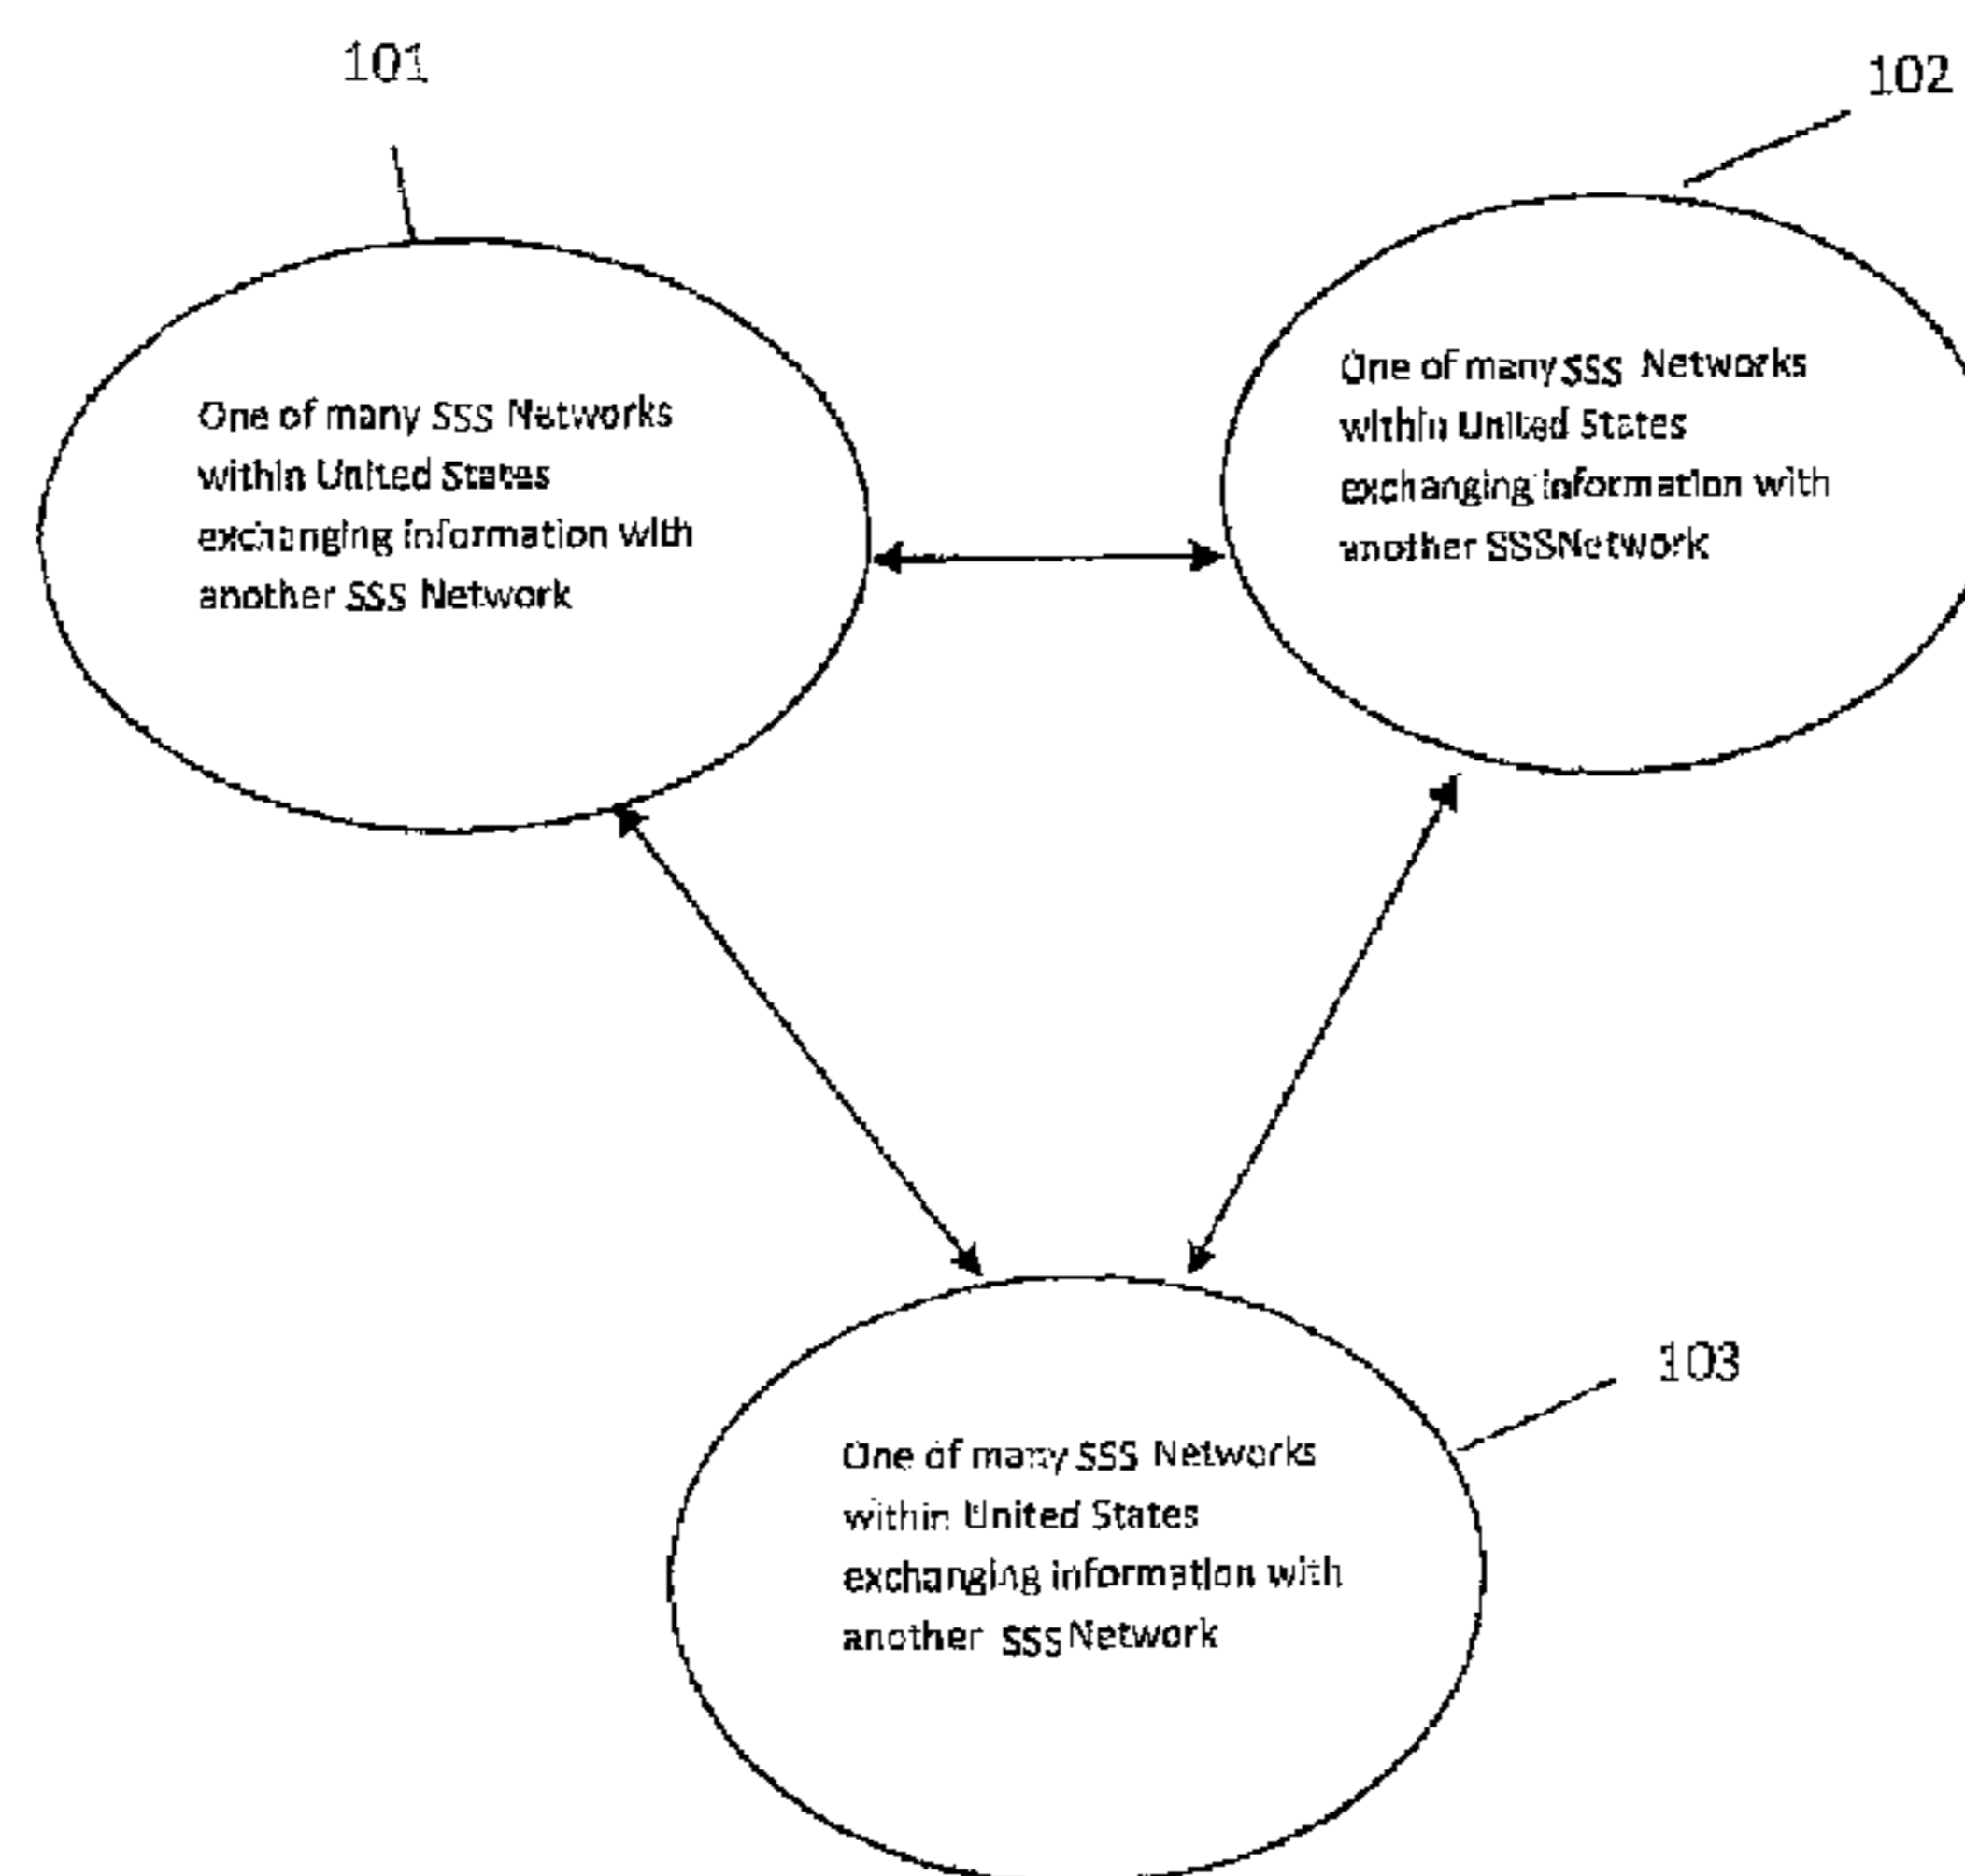 101
102
One of many SSS Networks
within United States
exchanging information with
another SSS Network
One of many SSS Networks
within United States
exchanging information with
another SSSNetwork
103
One of many SSS Networks
within United States
exchanging information with
another SSSNetwork